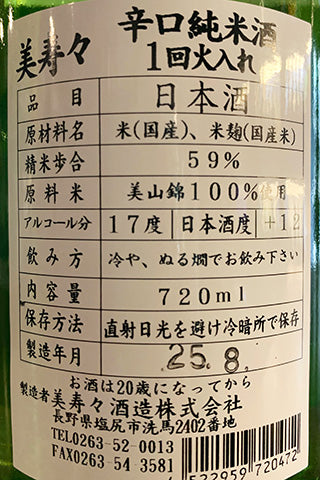 美寿々 辛口純米酒
1回火入れ
品目 日本酒
原材料名 米(国産)、米麹(国産米)
精米歩合 59%
原料米 美山錦100%使用
アルコール分 17度 日本酒度 +12
飲み方 冷や、ぬる燗でお飲み下さい
内容量 720ml
保存方法 直射日光を避け冷暗所で保存
製造年月 25.8.
お酒は20歳になってから
製造者 美寿々酒造株式会社
長野県塩尻市洗馬2402番地
TEL0263-52-0013
FAX0263-54-3581